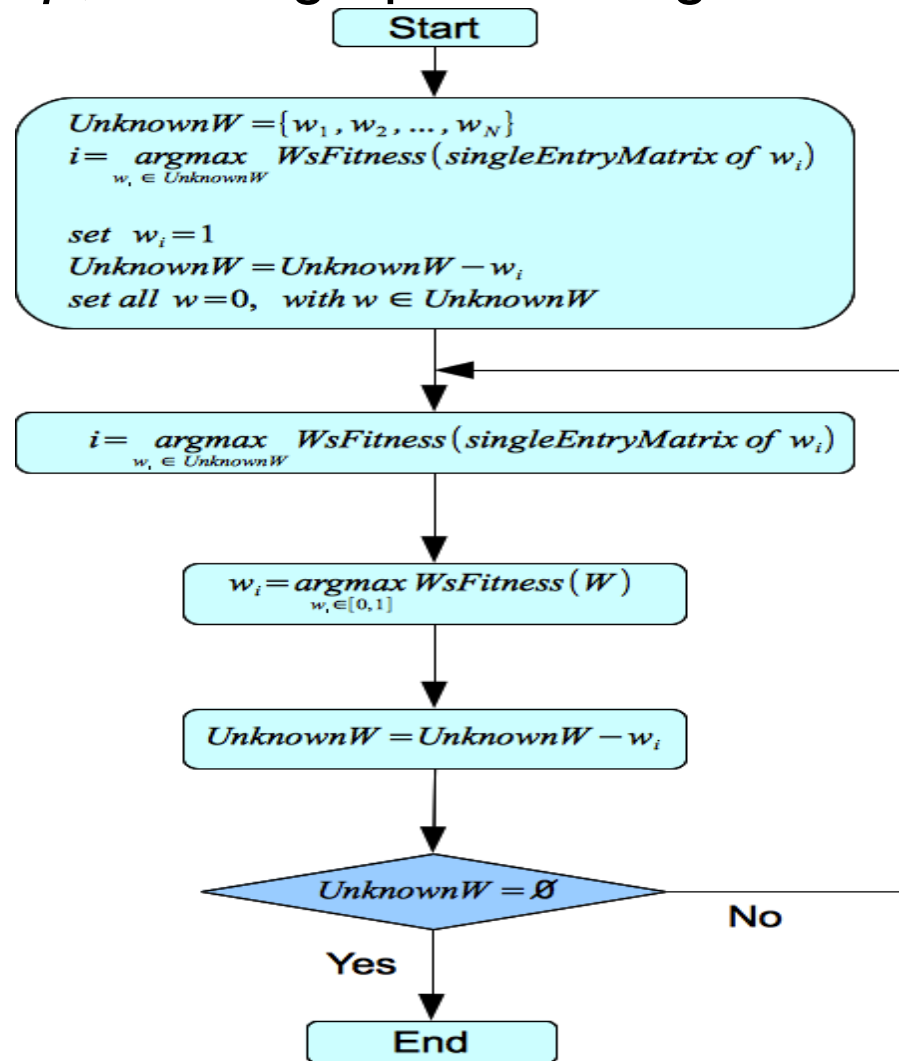 Start
UnknownW = {w₁, w₂, ..., w_N}
i = argmax WsFitness(singleEntryMatrix of wᵢ)
wᵢ ∈ UnknownW
set wᵢ = 1
UnknownW = UnknownW − wᵢ
set all w = 0, with w ∈ UnknownW
i = argmax WsFitness(singleEntryMatrix of wᵢ)
wᵢ ∈ UnknownW
wᵢ = argmax WsFitness(W)
wᵢ ∈ [0,1]
UnknownW = UnknownW − wᵢ
UnknownW = Ø
No
Yes
End